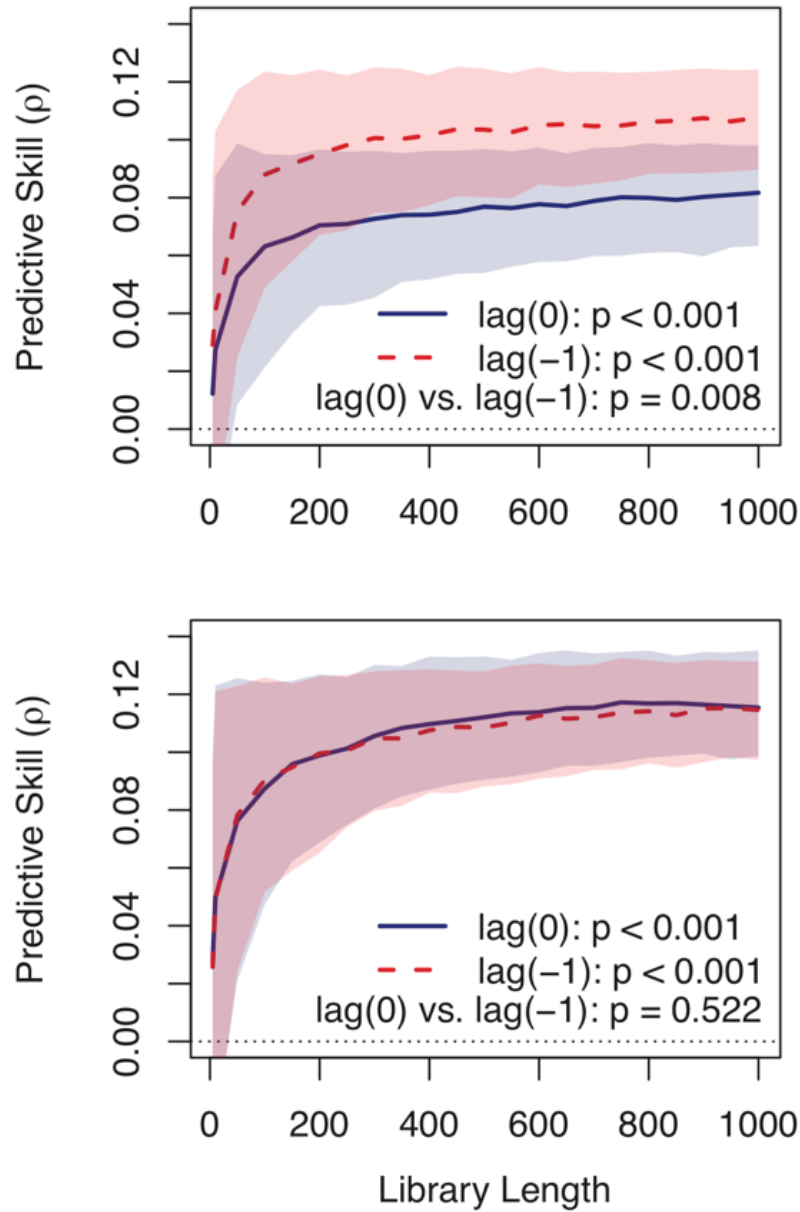 Predictive Skill (ρ)
0.12
0.08
0.04
0.00
lag(0): p < 0.001
lag(−1): p < 0.001
lag(0) vs. lag(−1): p = 0.008
0 200 400 600 800 1000
Predictive Skill (ρ)
0.12
0.08
0.04
0.00
lag(0): p < 0.001
lag(−1): p < 0.001
lag(0) vs. lag(−1): p = 0.522
0 200 400 600 800 1000
Library Length